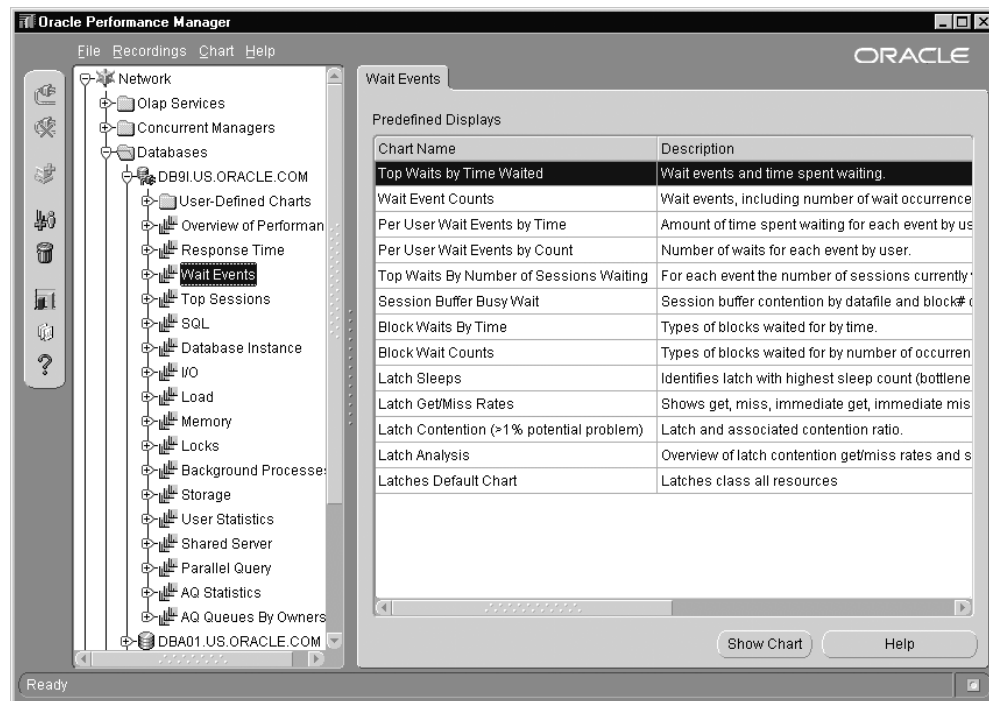 Oracle Performance Manager
File Recordings Chart Help
ORACLE
Network
Olap Services
Concurrent Managers
Databases
DB9I.US.ORACLE.COM
User-Defined Charts
Overview of Performan
Response Time
Wait Events
Top Sessions
SQL
Database Instance
I/O
Load
Memory
Locks
Background Processe
Storage
User Statistics
Shared Server
Parallel Query
AQ Statistics
AQ Queues By Owners
DBA01.US.ORACLE.COM
Wait Events
Predefined Displays
Chart Name Description
Top Waits by Time Waited Wait events and time spent waiting.
Wait Event Counts Wait events, including number of wait occurrence
Per User Wait Events by Time Amount of time spent waiting for each event by us
Per User Wait Events by Count Number of waits for each event by user.
Top Waits By Number of Sessions Waiting For each event the number of sessions currently
Session Buffer Busy Wait Session buffer contention by datafile and block#
Block Waits By Time Types of blocks waited for by time.
Block Wait Counts Types of blocks waited for by number of occurren
Latch Sleeps Identifies latch with highest sleep count (bottlene
Latch Get/Miss Rates Shows get, miss, immediate get, immediate mis
Latch Contention (>1% potential problem) Latch and associated contention ratio.
Latch Analysis Overview of latch contention get/miss rates and s
Latches Default Chart Latches class all resources
Show Chart Help
Ready